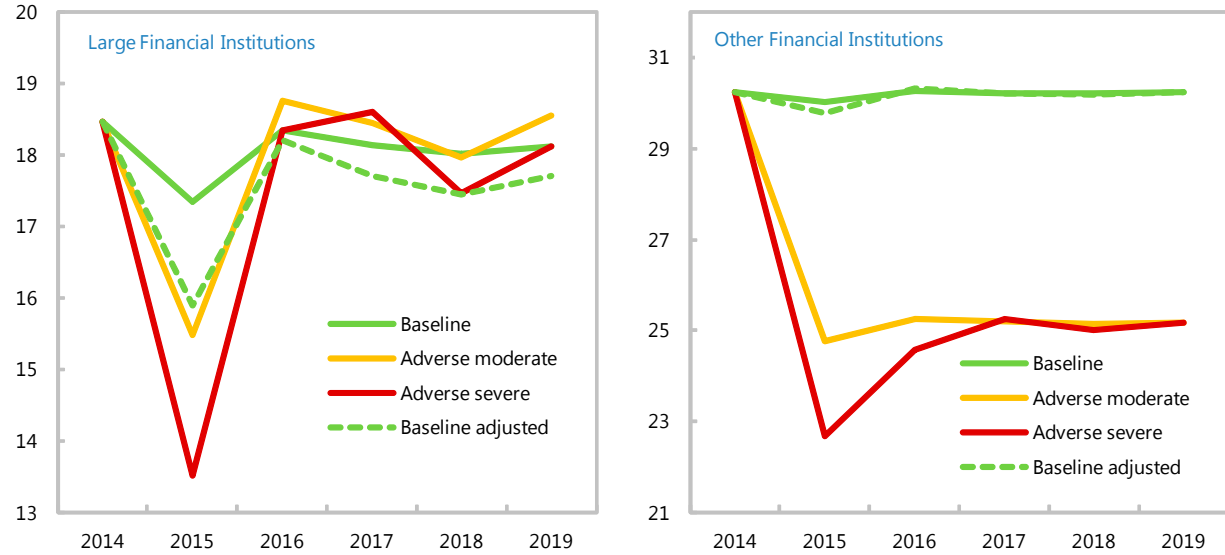 Large Financial Institutions
20
19
18
17
16
15
14
13
Baseline
Adverse moderate
Adverse severe
Baseline adjusted
2014 2015 2016 2017 2018 2019
Other Financial Institutions
31
29
27
25
23
21
Baseline
Adverse moderate
Adverse severe
Baseline adjusted
2014 2015 2016 2017 2018 2019